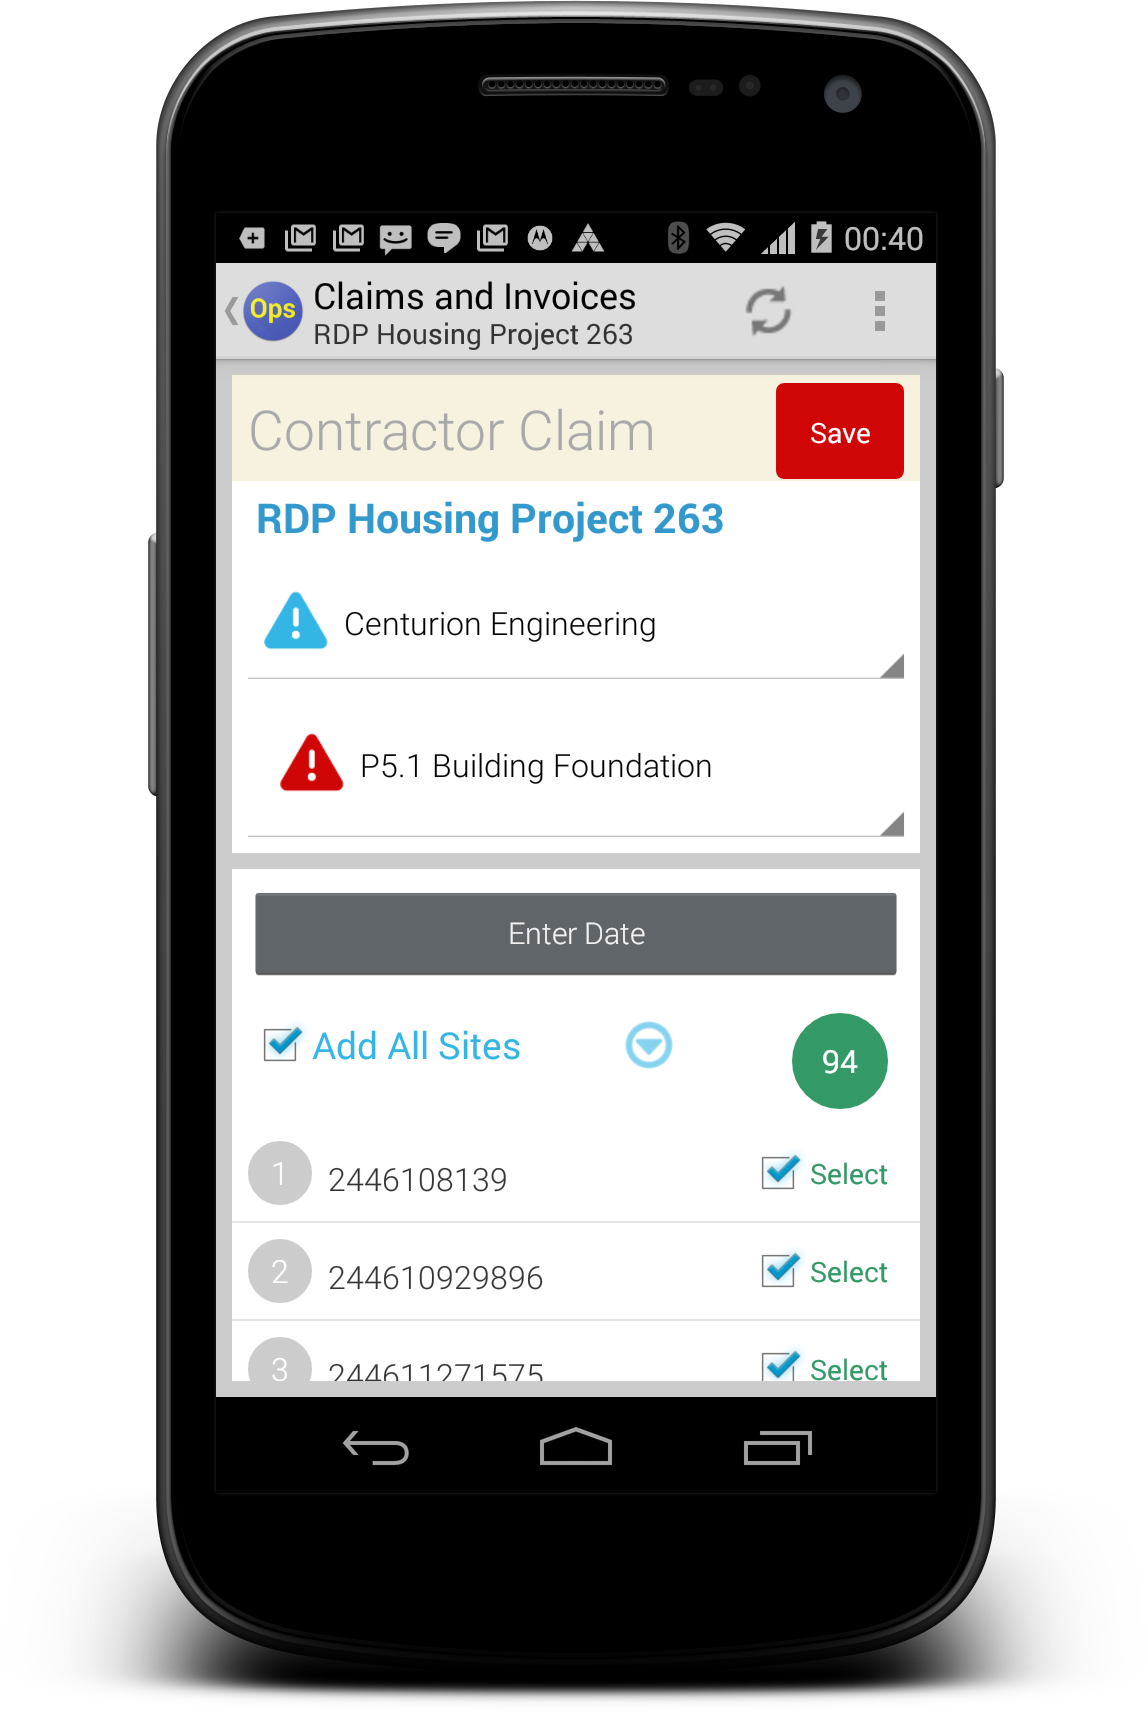 00:40
Ops
Claims and Invoices
RDP Housing Project 263
Contractor Claim
Save
RDP Housing Project 263
Centurion Engineering
P5.1 Building Foundation
Enter Date
Add All Sites
94
1 2446108139 Select
2 244610929896 Select
3 244611271575 Select